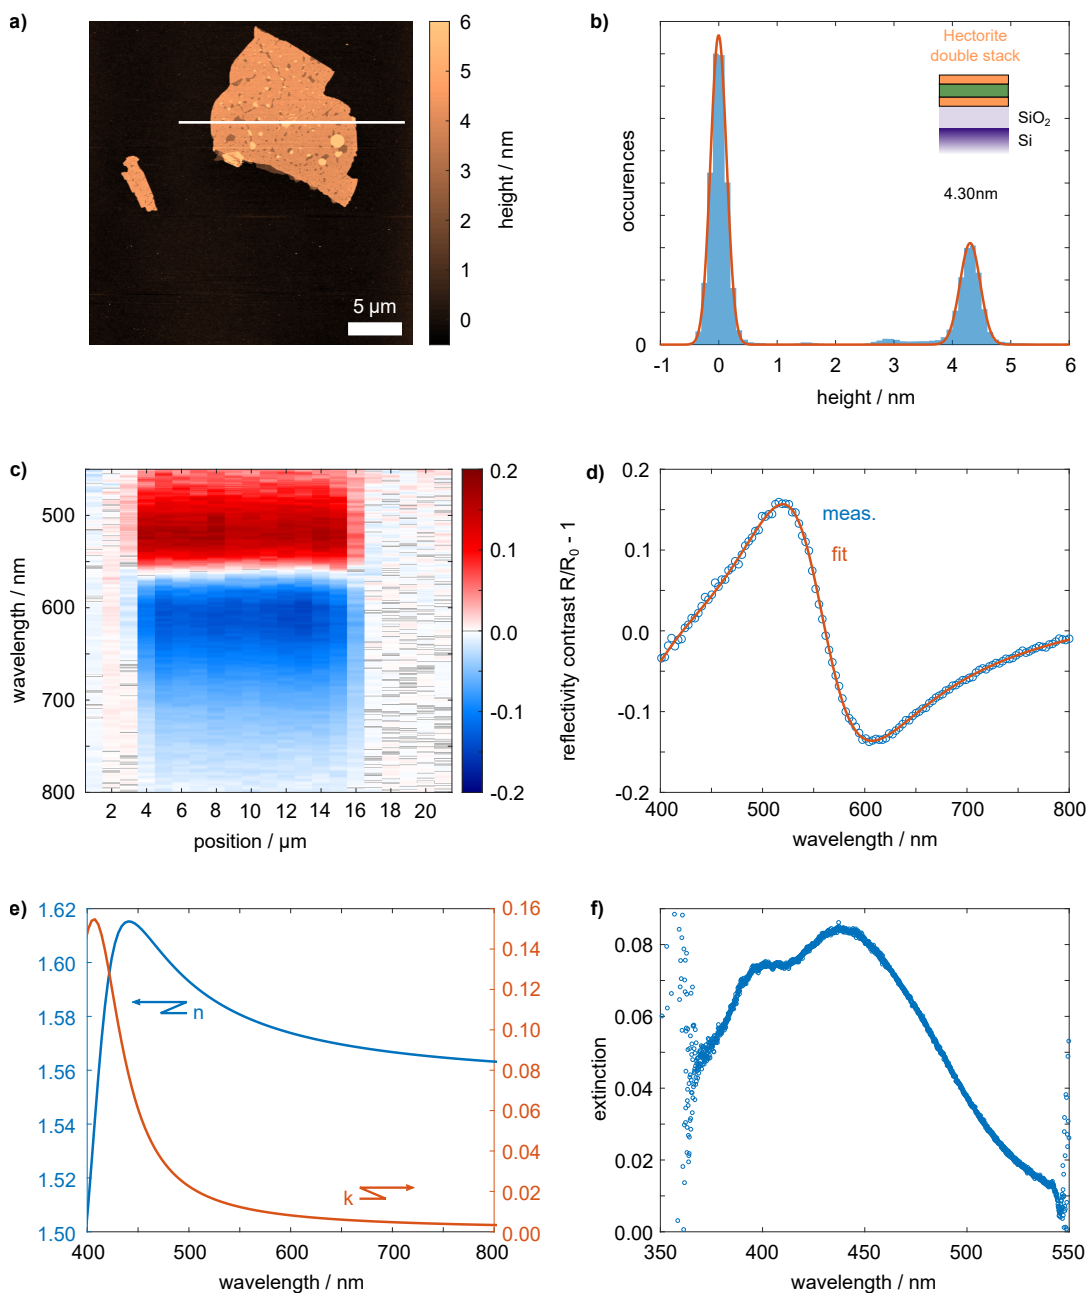 a)
6
5
4
3
2
1
0
height / nm
5 µm
b)
occurences
0
-1
0
1
2
3
4
5
6
height / nm
Hectorite
double stack
SiO₂
Si
4.30nm
c)
wavelength / nm
500
600
700
800
2
4
6
8
10
12
14
16
18
20
position / µm
0.2
0.1
0.0
-0.1
-0.2
d)
reflectivity contrast R/R₀ - 1
0.2
0.1
0.0
-0.1
-0.2
meas.
fit
400
500
600
700
800
wavelength / nm
e)
1.62
1.60
1.58
1.56
1.54
1.52
1.50
n
k
0.16
0.14
0.12
0.10
0.08
0.06
0.04
0.02
0.00
400
500
600
700
800
wavelength / nm
f)
extinction
0.08
0.06
0.04
0.02
0.00
350
400
450
500
550
wavelength / nm